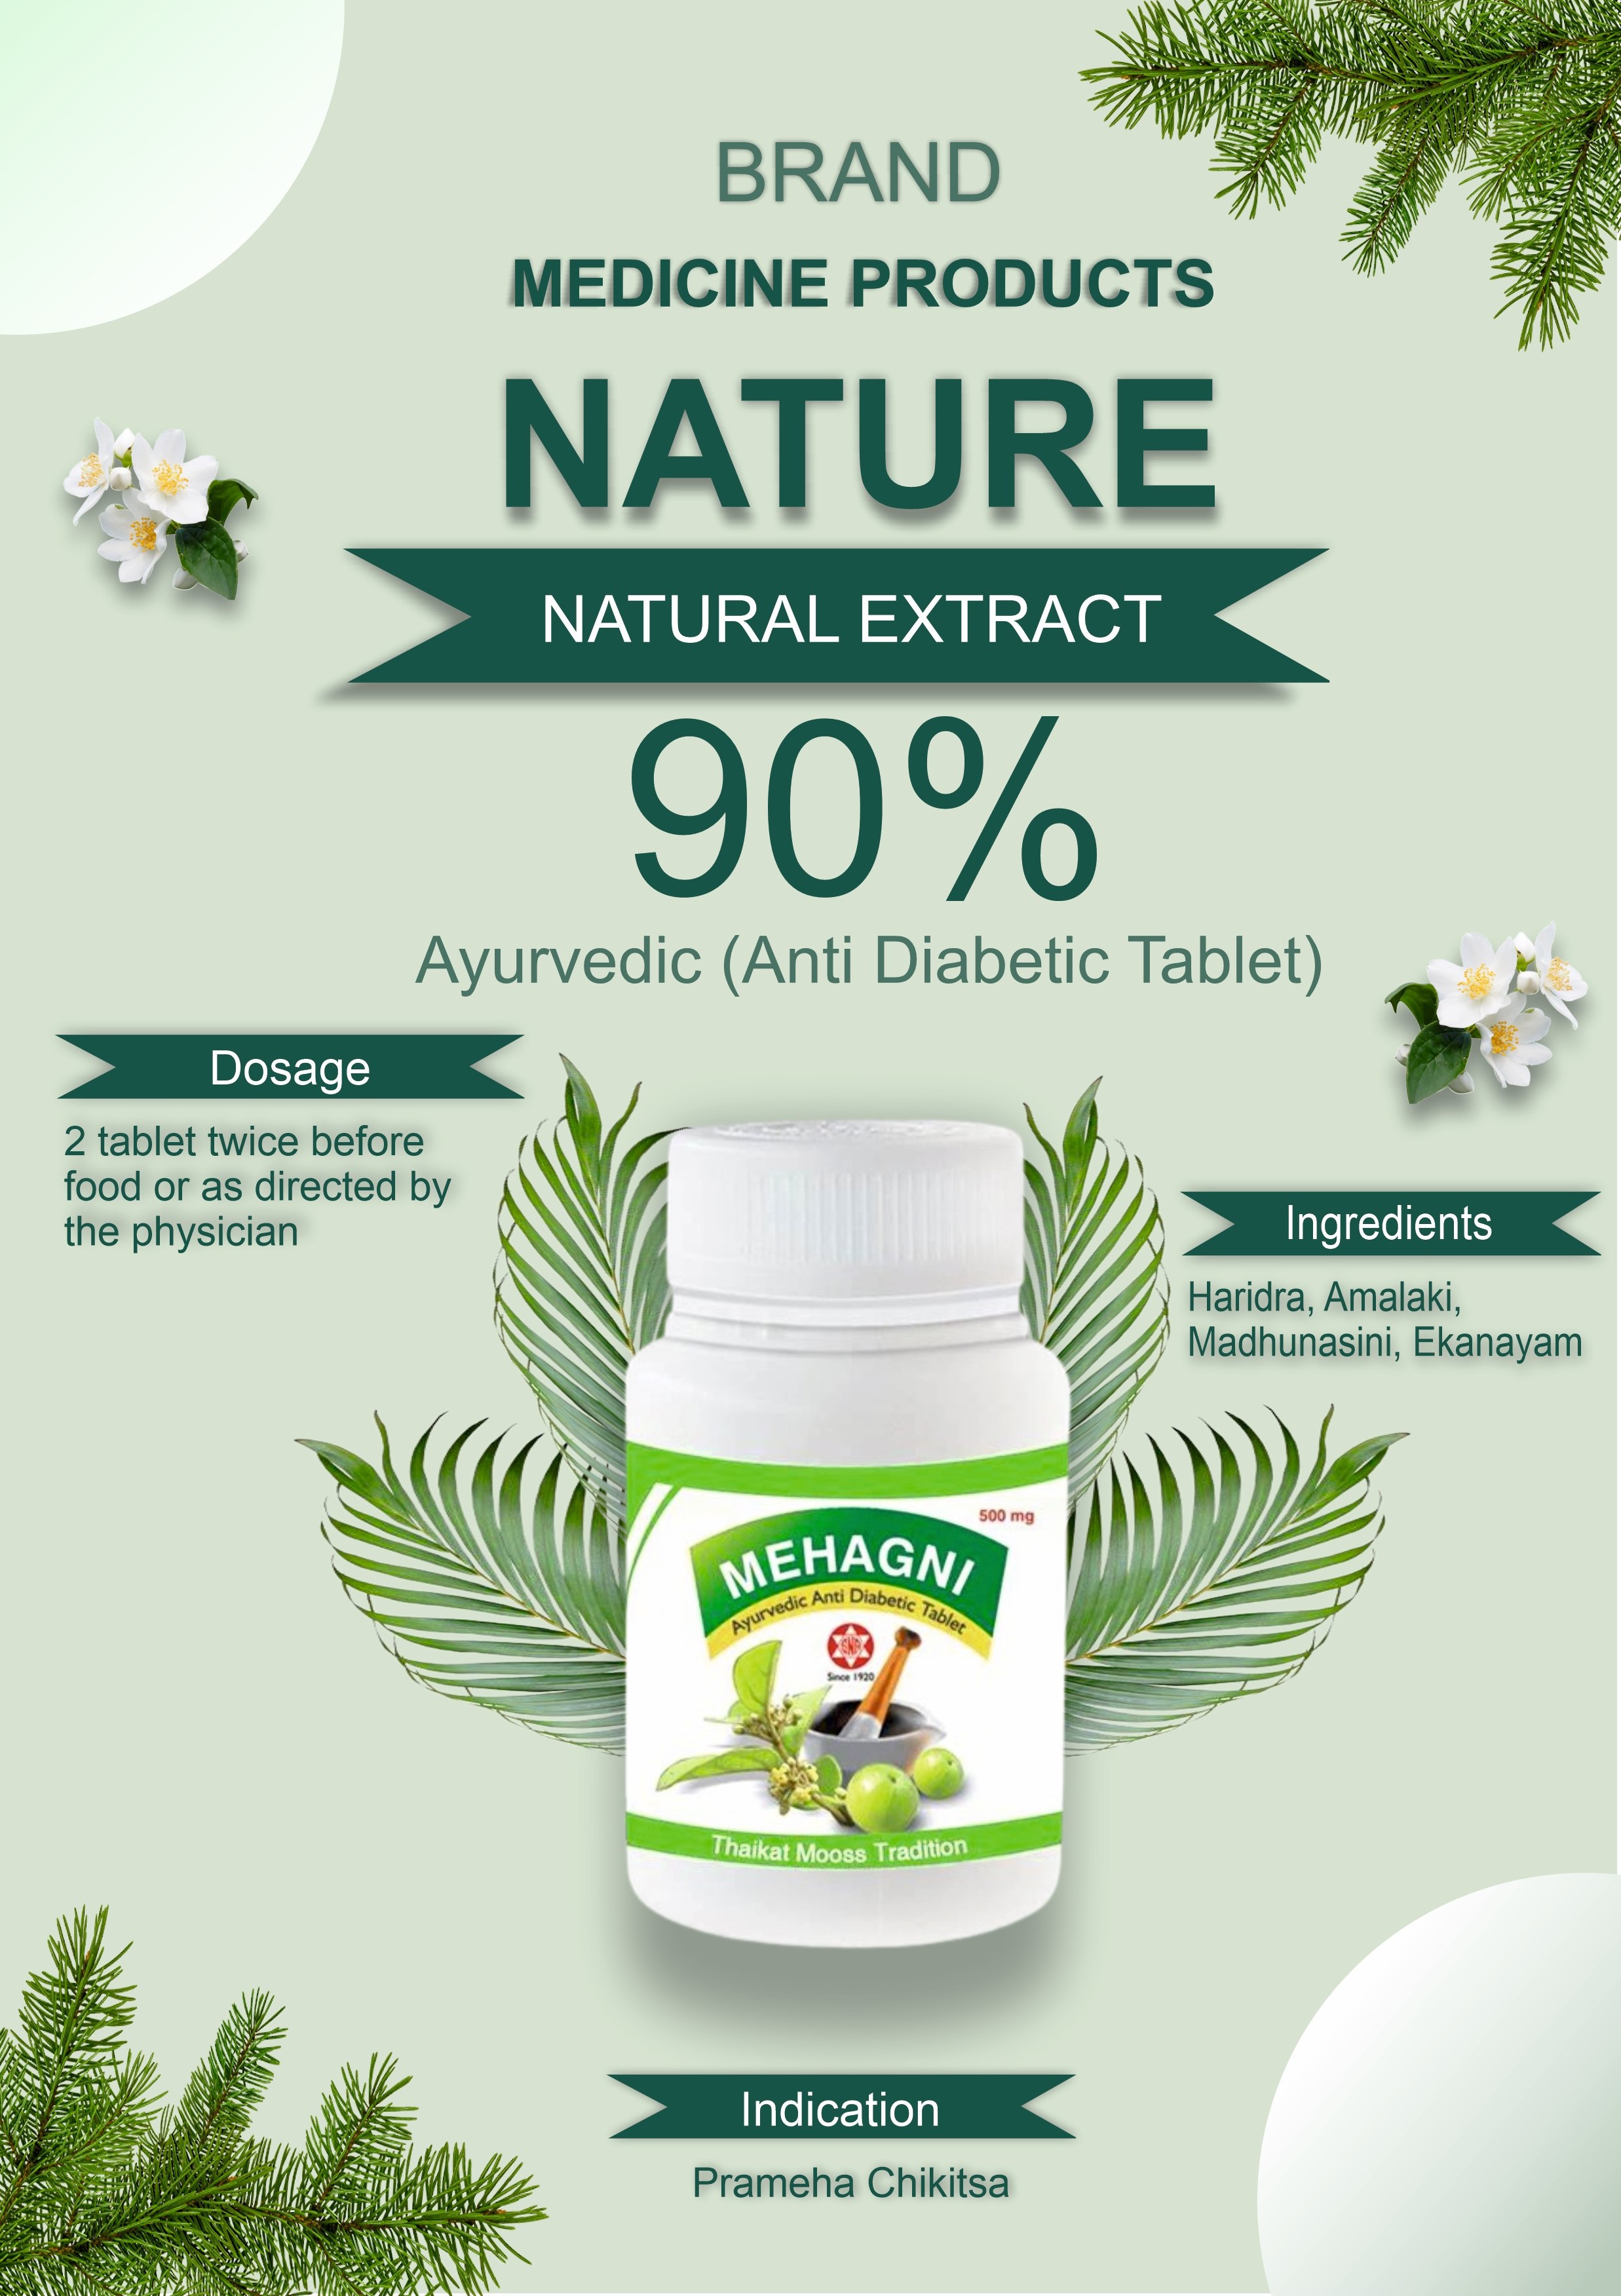 BRAND
MEDICINE PRODUCTS
NATURE
NATURAL EXTRACT
90%
Ayurvedic (Anti Diabetic Tablet)
Dosage
2 tablet twice before
food or as directed by
the physician
Ingredients
Haridra, Amalaki,
Madhunasini, Ekanayam
500 mg
MEHAGNI
Ayurvedic Anti Diabetic Tablet
Since 1920
Thaikat Mooss Tradition
Indication
Prameha Chikitsa